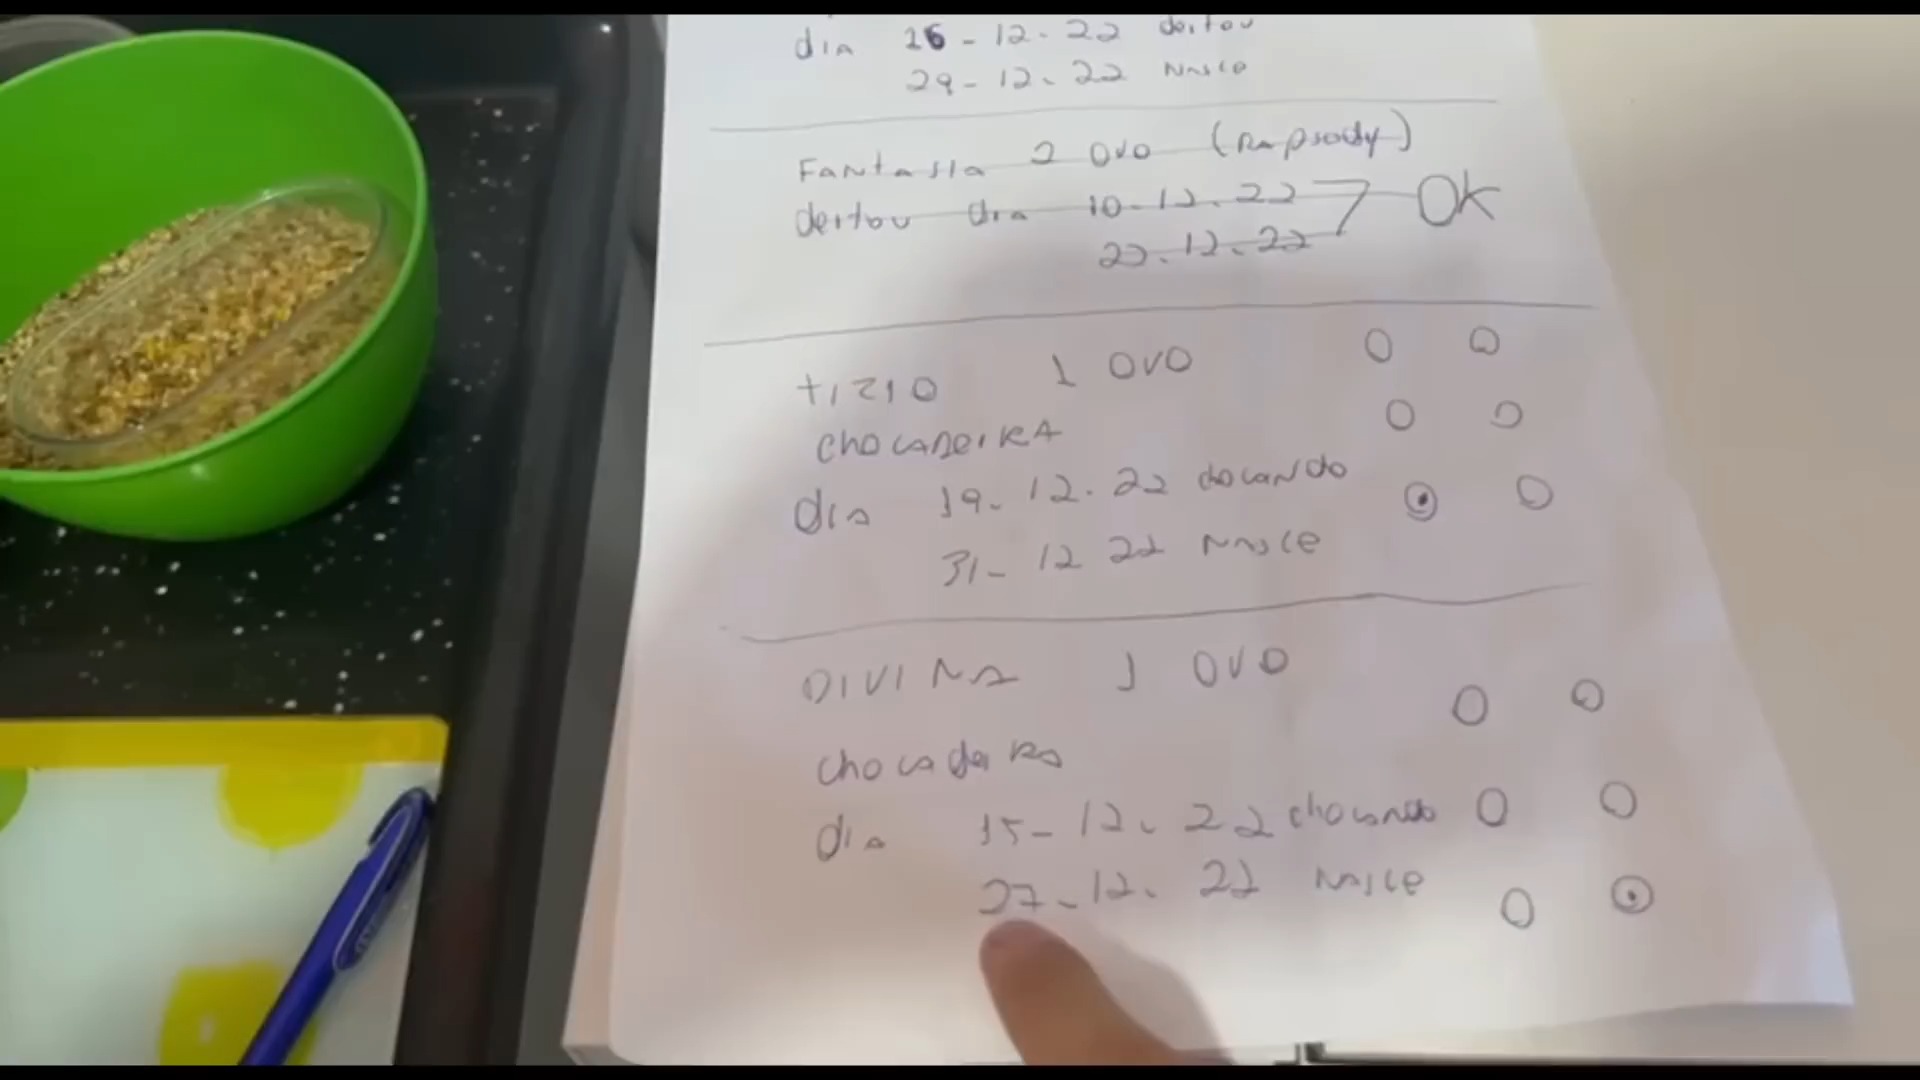 dia 16-12.22 deitou
29-12.22 Nasce
Fantasia 2 ovo (Rapsody)
deitou dia 10-12.22 OK
23.12.22
tizio 1 OVO
chocadeira
dia 19-12.22 chocando
31-12 22 Nasce
DIVINA 1 OVO
chocadeira
dia 15-12.22 chocando
27-12.22 Nasce